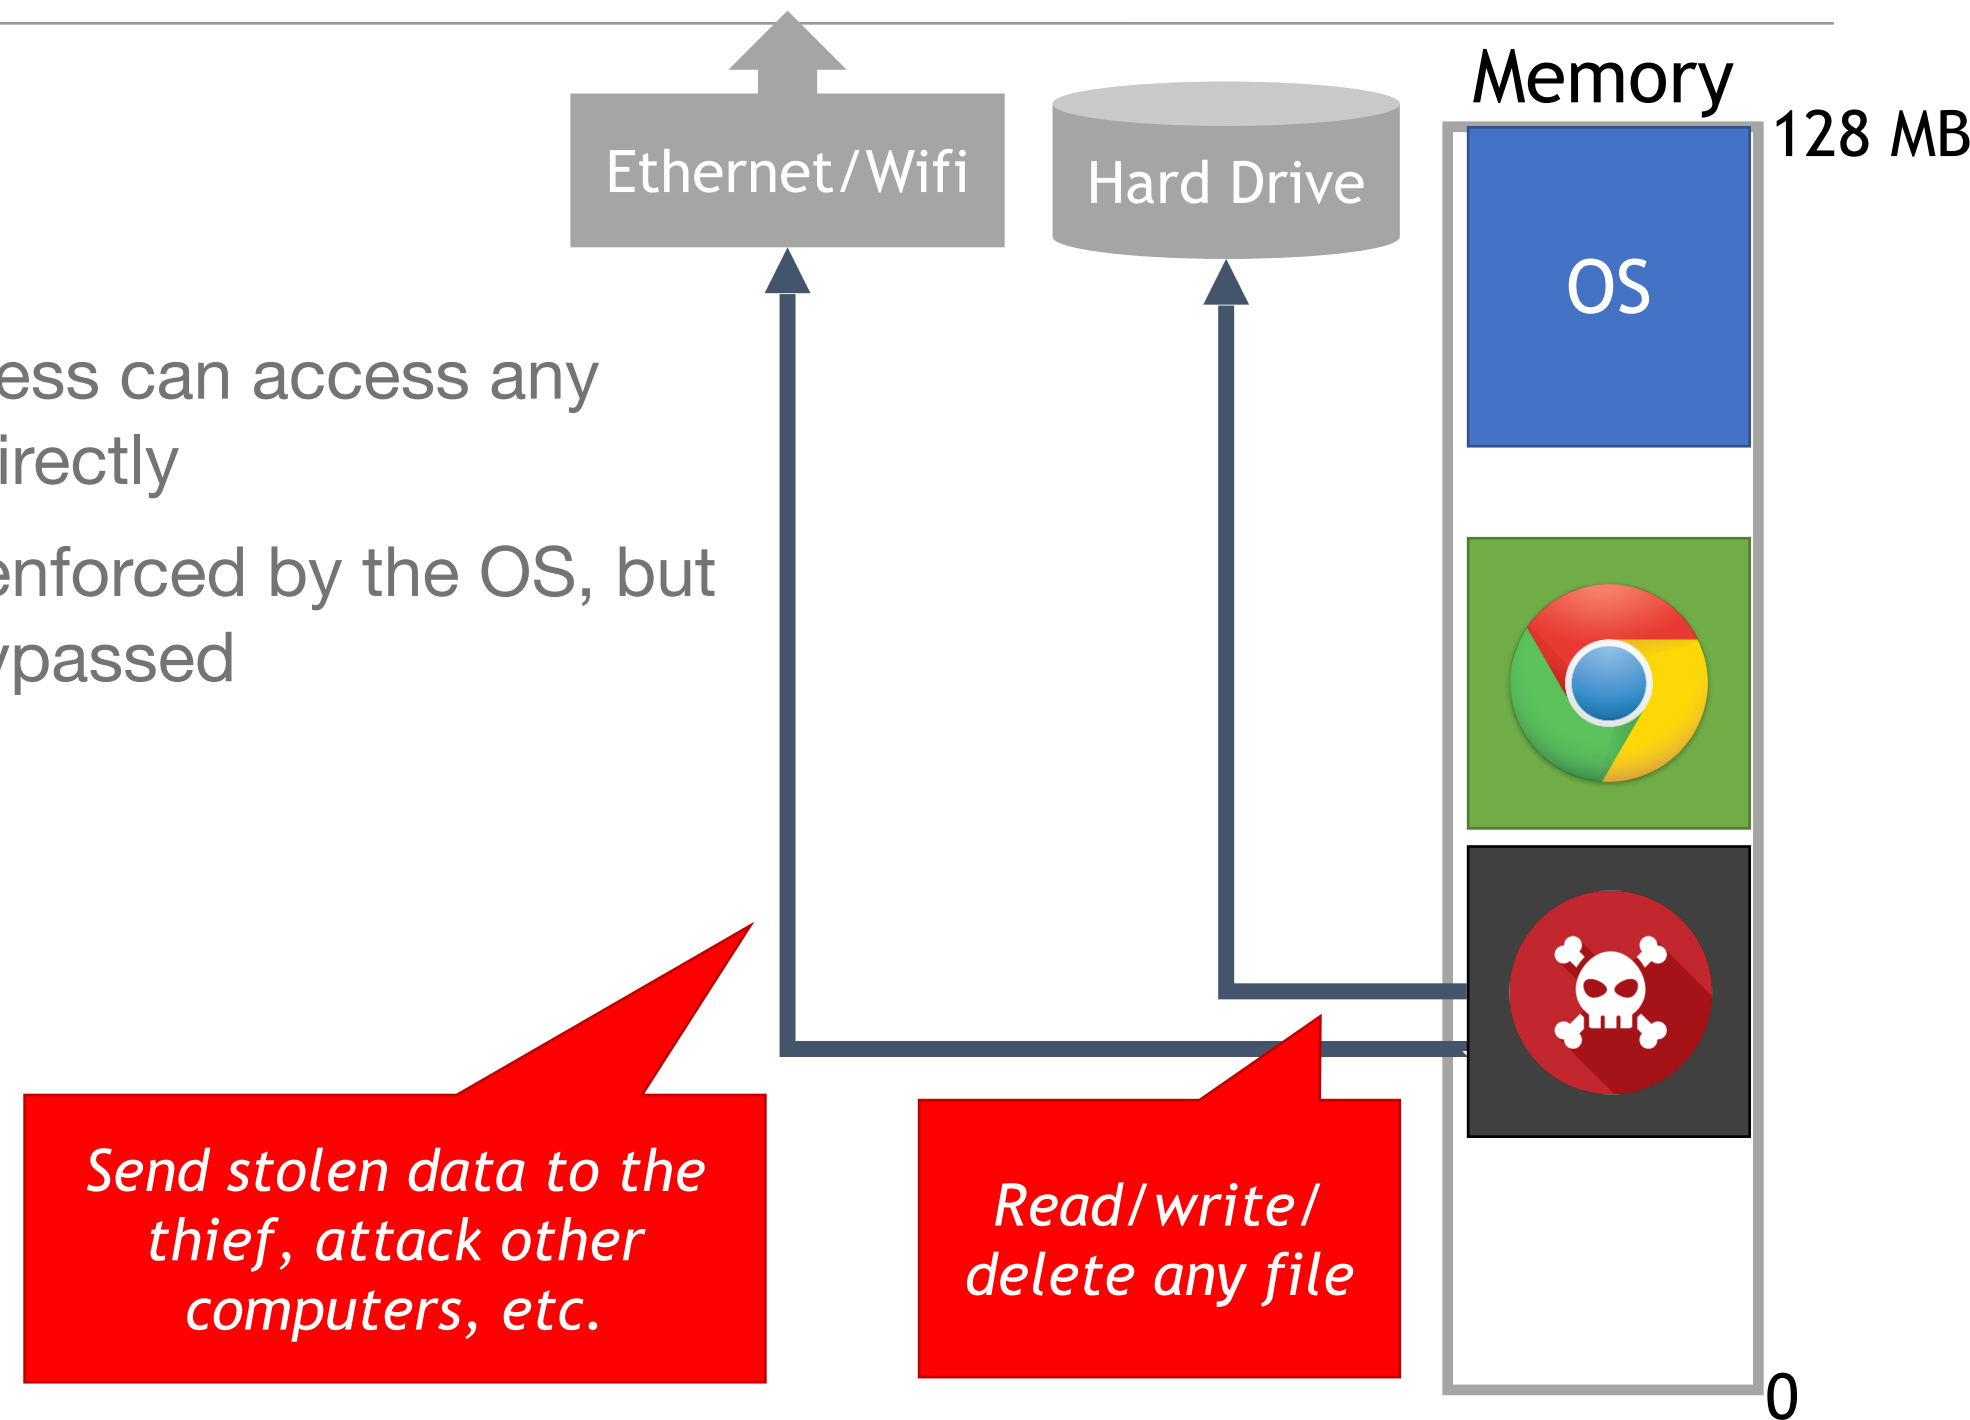 Memory
128 MB
Ethernet/Wifi
Hard Drive
OS
ess can access any
irectly
enforced by the OS, but
ypassed
Send stolen data to the
thief, attack other
computers, etc.
Read/write/
delete any file
0